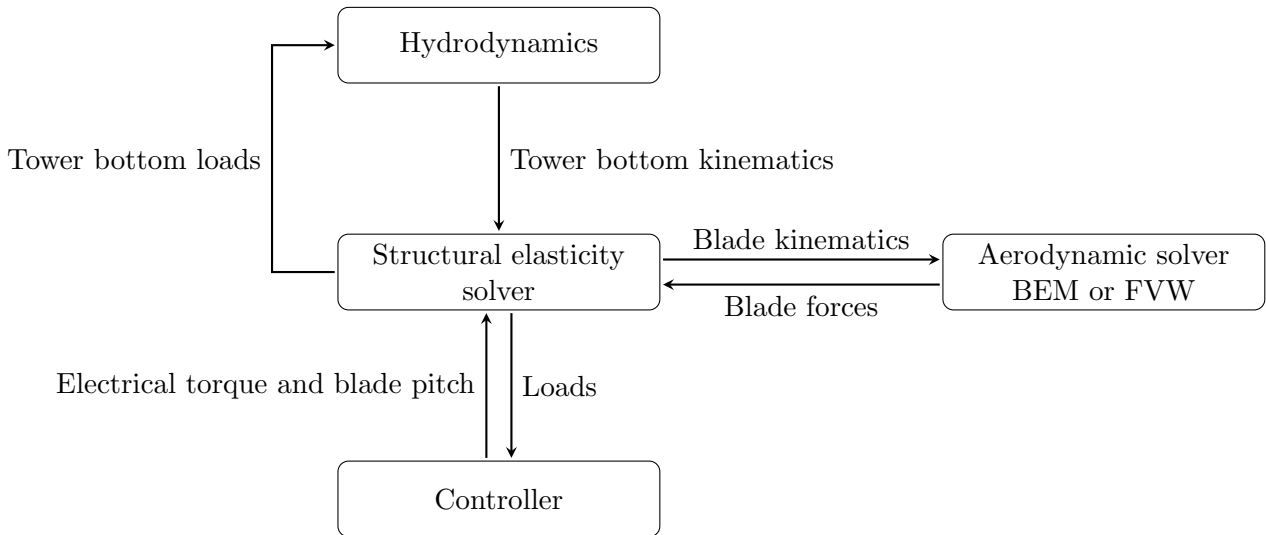 Hydrodynamics
Tower bottom loads
Tower bottom kinematics
Structural elasticity
solver
Blade kinematics
Blade forces
Aerodynamic solver
BEM or FVW
Electrical torque and blade pitch
Loads
Controller